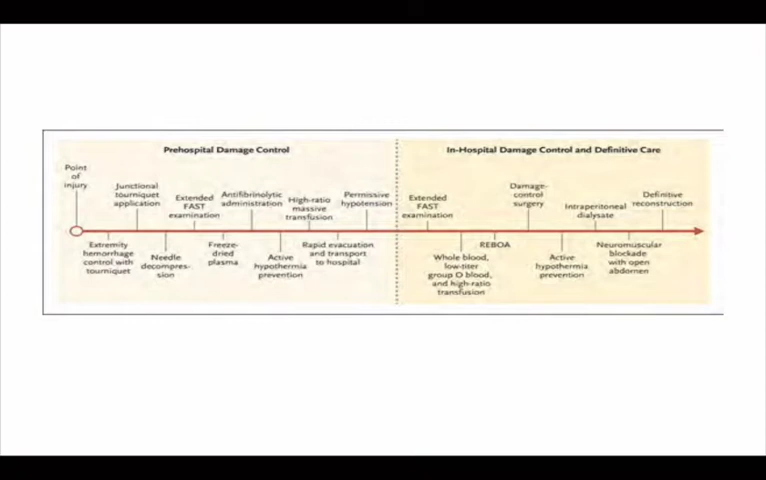 Prehospital Damage Control
In-Hospital Damage Control and Definitive Care
Point
of
injury
Junctional
tourniquet
application
Extended
FAST
examination
Antifibrinolytic
administration
High-ratio
massive
transfusion
Permissive
hypotension
Extended
FAST
examination
Damage-
control
surgery
Intraperitoneal
dialysate
Definitive
reconstruction
Extremity
hemorrhage
control with
tourniquet
Needle
decompres-
sion
Freeze-
dried
plasma
Active
hypothermia
prevention
Rapid evacuation
and transport
to hospital
Whole blood,
low-titer
group O blood,
and high-ratio
transfusion
REBOA
Active
hypothermia
prevention
Neuromuscular
blockade
with open
abdomen